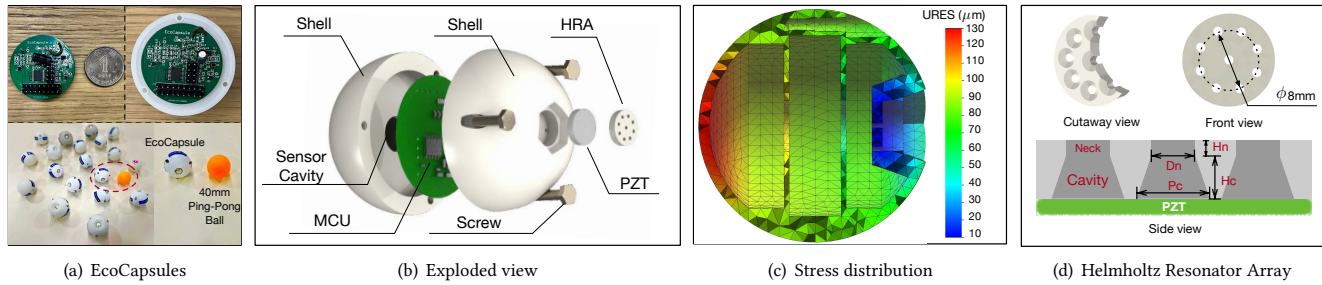 EcoCapsule
EcoCapsule
EcoCapsule
40mm
Ping-Pong
Ball
(a) EcoCapsules
Shell
Shell
HRA
Sensor
Cavity
MCU
Screw
PZT
(b) Exploded view
URES (μm)
130
120
110
100
90
80
70
60
50
40
30
20
10
(c) Stress distribution
ϕ8mm
Cutaway view
Front view
Neck
Hn
Dn
Cavity
Hc
Pc
PZT
Side view
(d) Helmholtz Resonator Array